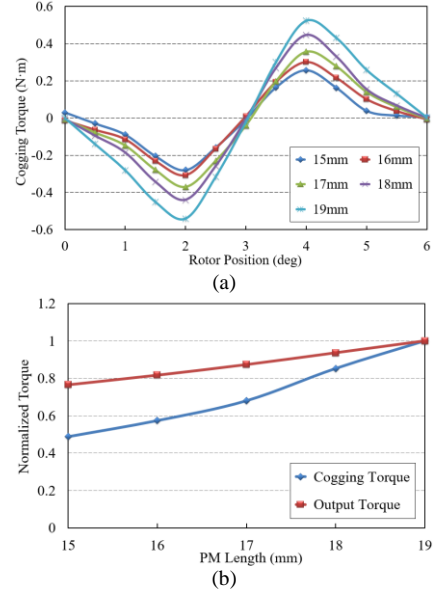 (a)
0.6
0.4
0.2
0
-0.2
-0.4
-0.6
Cogging Torque (N·m)
0 1 2 3 4 5 6
Rotor Position (deg)
15mm 16mm
17mm 18mm
19mm
(a)
1.2
1
0.8
0.6
0.4
0.2
0
Normalized Torque
15 16 17 18 19
PM Length (mm)
Cogging Torque
Output Torque
(b)